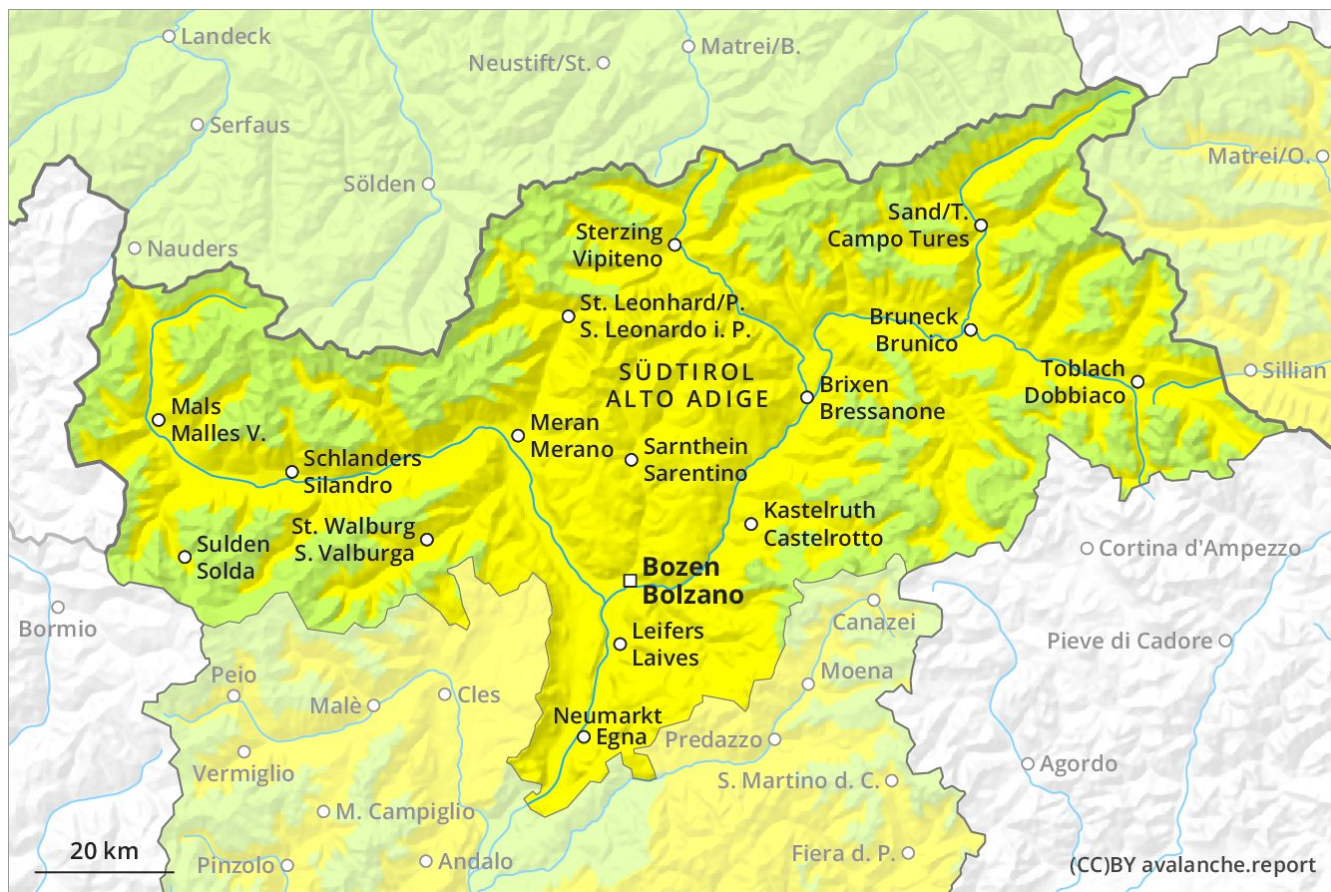 Landeck
Matrei/B.
Neustift/St.
Serfaus
Matrei/O.
Sölden
Sand/T.
Campo Tures
Sterzing
Vipiteno
Nauders
St. Leonhard/P.
S. Leonardo i. P.
Bruneck
Brunico
Toblach
Dobbiaco
Sillian
SÜDTIROL
ALTO ADIGE
Brixen
Bressanone
Mals
Malles V.
Meran
Merano
Sarnthein
Sarentino
Schlanders
Silandro
Kastelruth
Castelrotto
St. Walburg
S. Valburga
Sulden
Solda
Cortina d'Ampezzo
Bozen
Bolzano
Bormio
Canazei
Leifers
Laives
Pieve di Cadore
Peio
Moena
Malè
Cles
Neumarkt
Egna
Predazzo
Vermiglio
Agordo
S. Martino d. C.
M. Campiglio
20 km
Pinzolo
Andalo
Fiera d. P.
(CC)BY avalanche.report